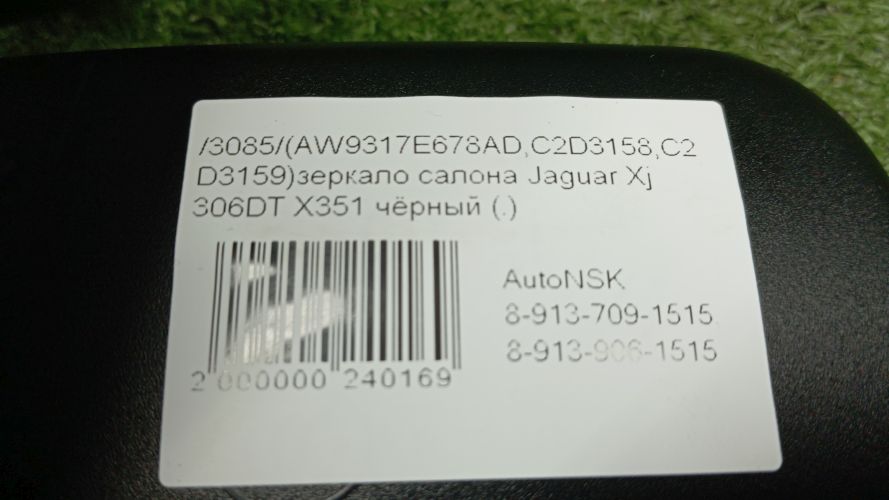 /3085/(AW9317E678AD,C2D3158,C2
D3159)зеркало салона Jaguar Xj
306DT X351 чёрный (.)
AutoNSK
8-913-709-1515
8-913-906-1515
2 000000 240169